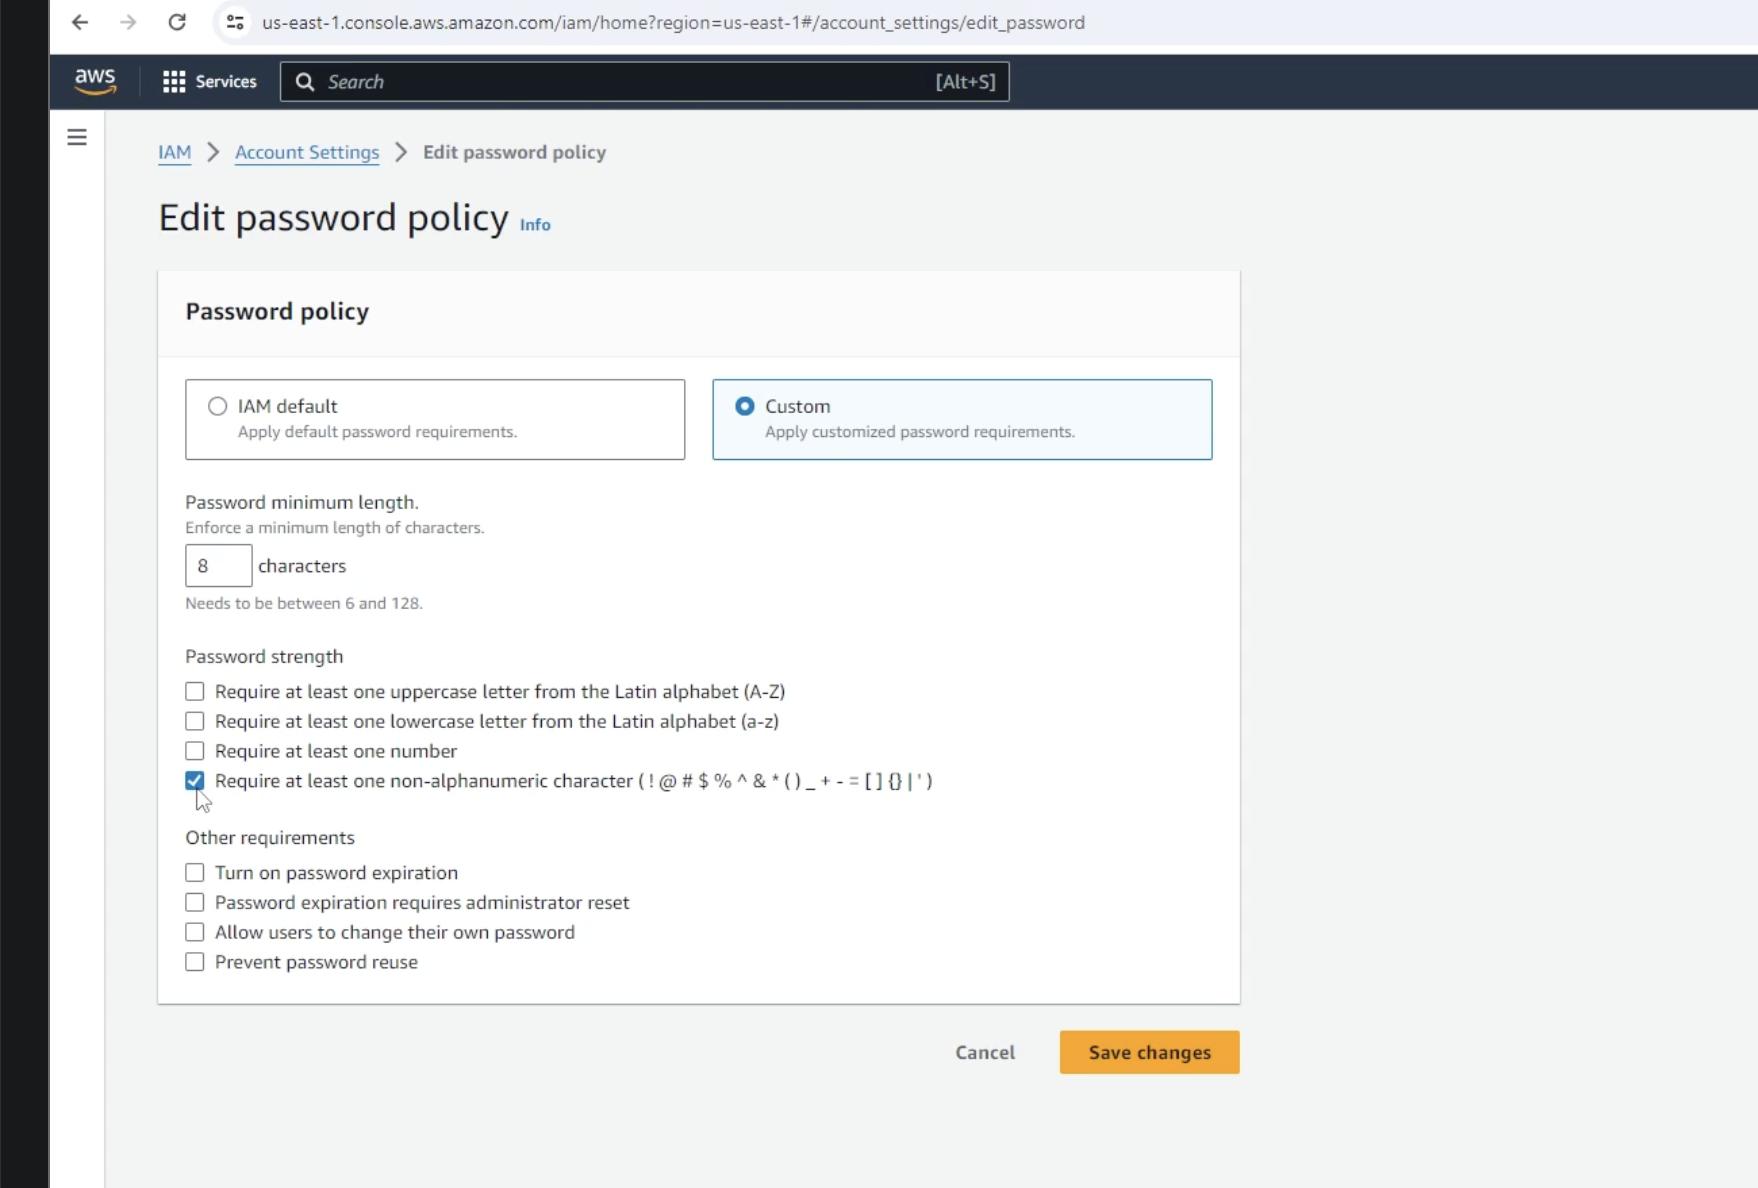 us-east-1.console.aws.amazon.com/iam/home?region=us-east-1#/account_settings/edit_password
aws Services Search [Alt+S]
IAM > Account Settings > Edit password policy
Edit password policy Info
Password policy
IAM default
Apply default password requirements.
Custom
Apply customized password requirements.
Password minimum length.
Enforce a minimum length of characters.
8 characters
Needs to be between 6 and 128.
Password strength
Require at least one uppercase letter from the Latin alphabet (A-Z)
Require at least one lowercase letter from the Latin alphabet (a-z)
Require at least one number
Require at least one non-alphanumeric character ( ! @ # $ % ^ & * ( ) _ + - = [ ] {} | ' )
Other requirements
Turn on password expiration
Password expiration requires administrator reset
Allow users to change their own password
Prevent password reuse
Cancel Save changes